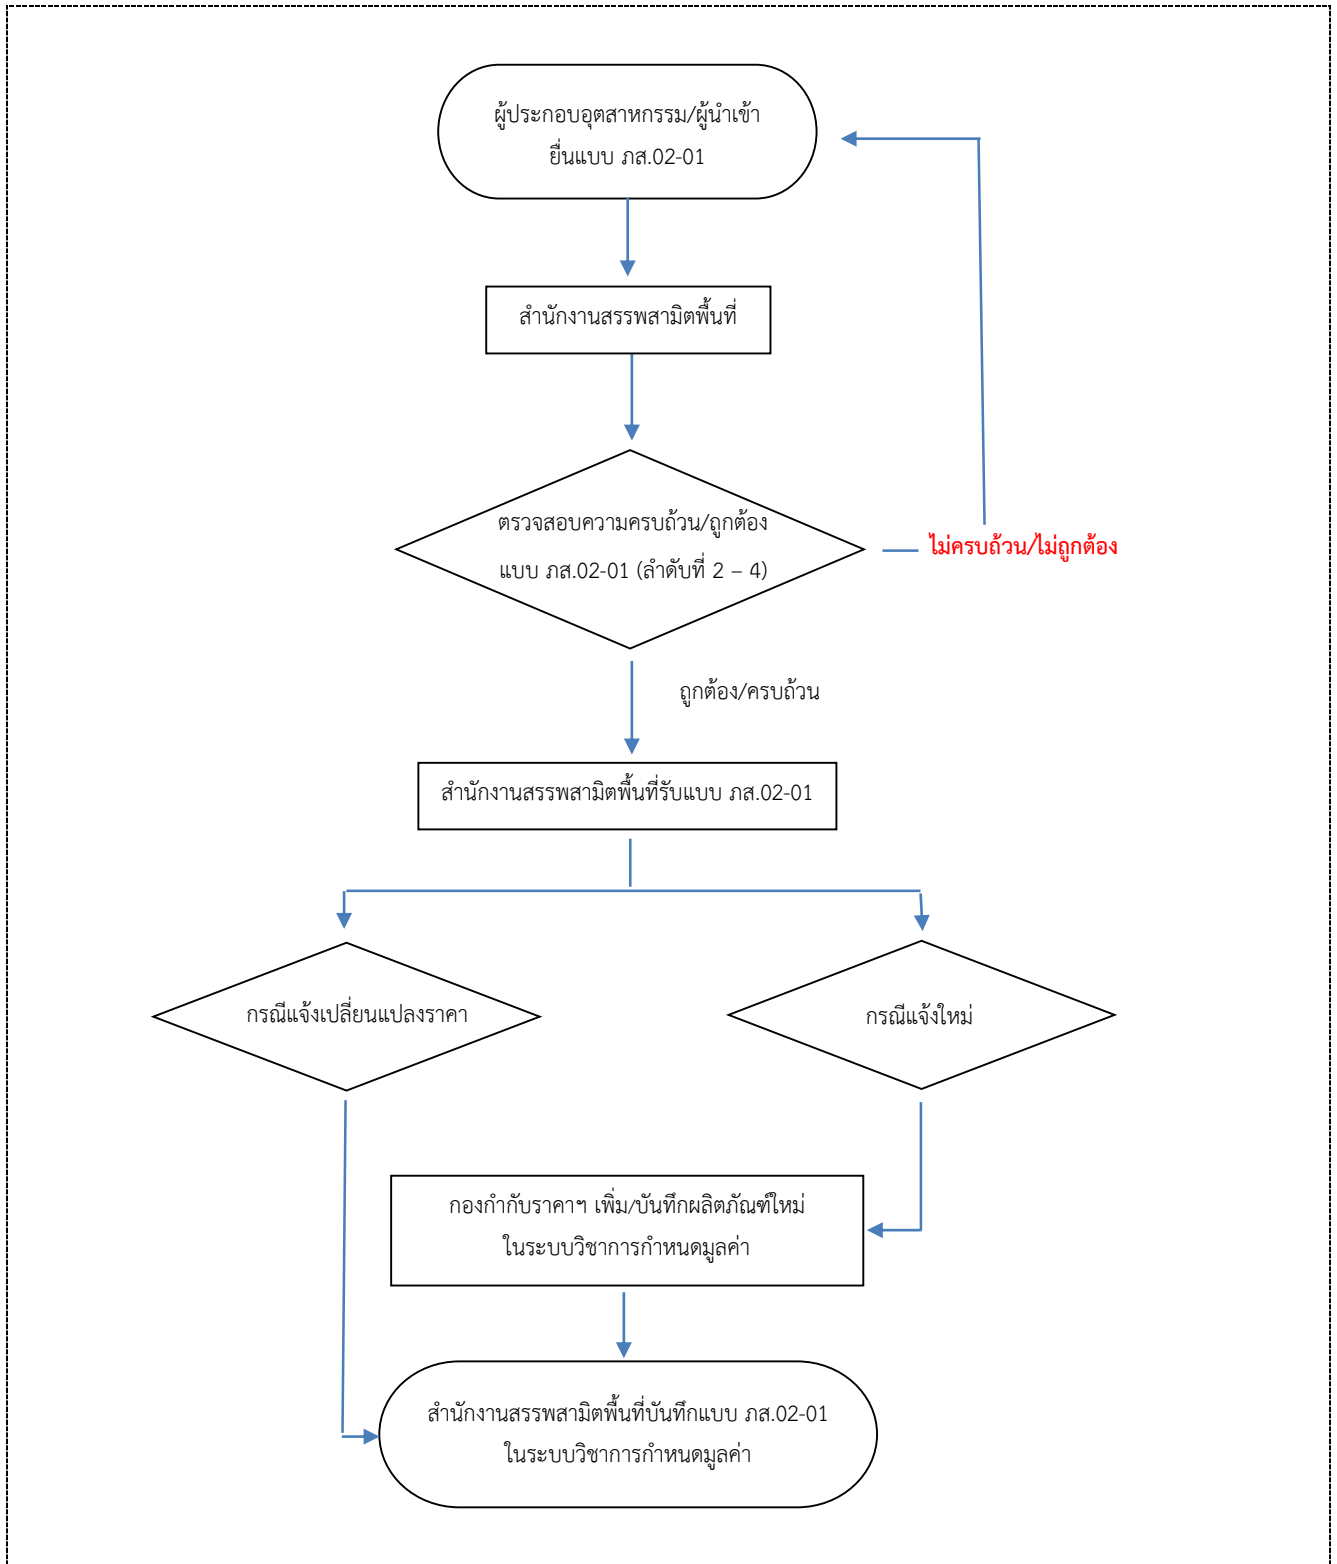 ผู้ประกอบอุตสาหกรรม/ผู้นำเข้า
ยื่นแบบ ภส.02-01
สำนักงานสรรพสามิตพื้นที่
ตรวจสอบความครบถ้วน/ถูกต้อง
แบบ ภส.02-01 (ลำดับที่ 2 – 4)
ไม่ครบถ้วน/ไม่ถูกต้อง
ถูกต้อง/ครบถ้วน
สำนักงานสรรพสามิตพื้นที่รับแบบ ภส.02-01
กรณีแจ้งเปลี่ยนแปลงราคา
กรณีแจ้งใหม่
กองกำกับราคาฯ เพิ่ม/บันทึกผลิตภัณฑ์ใหม่
ในระบบวิชาการกำหนดมูลค่า
สำนักงานสรรพสามิตพื้นที่บันทึกแบบ ภส.02-01
ในระบบวิชาการกำหนดมูลค่า